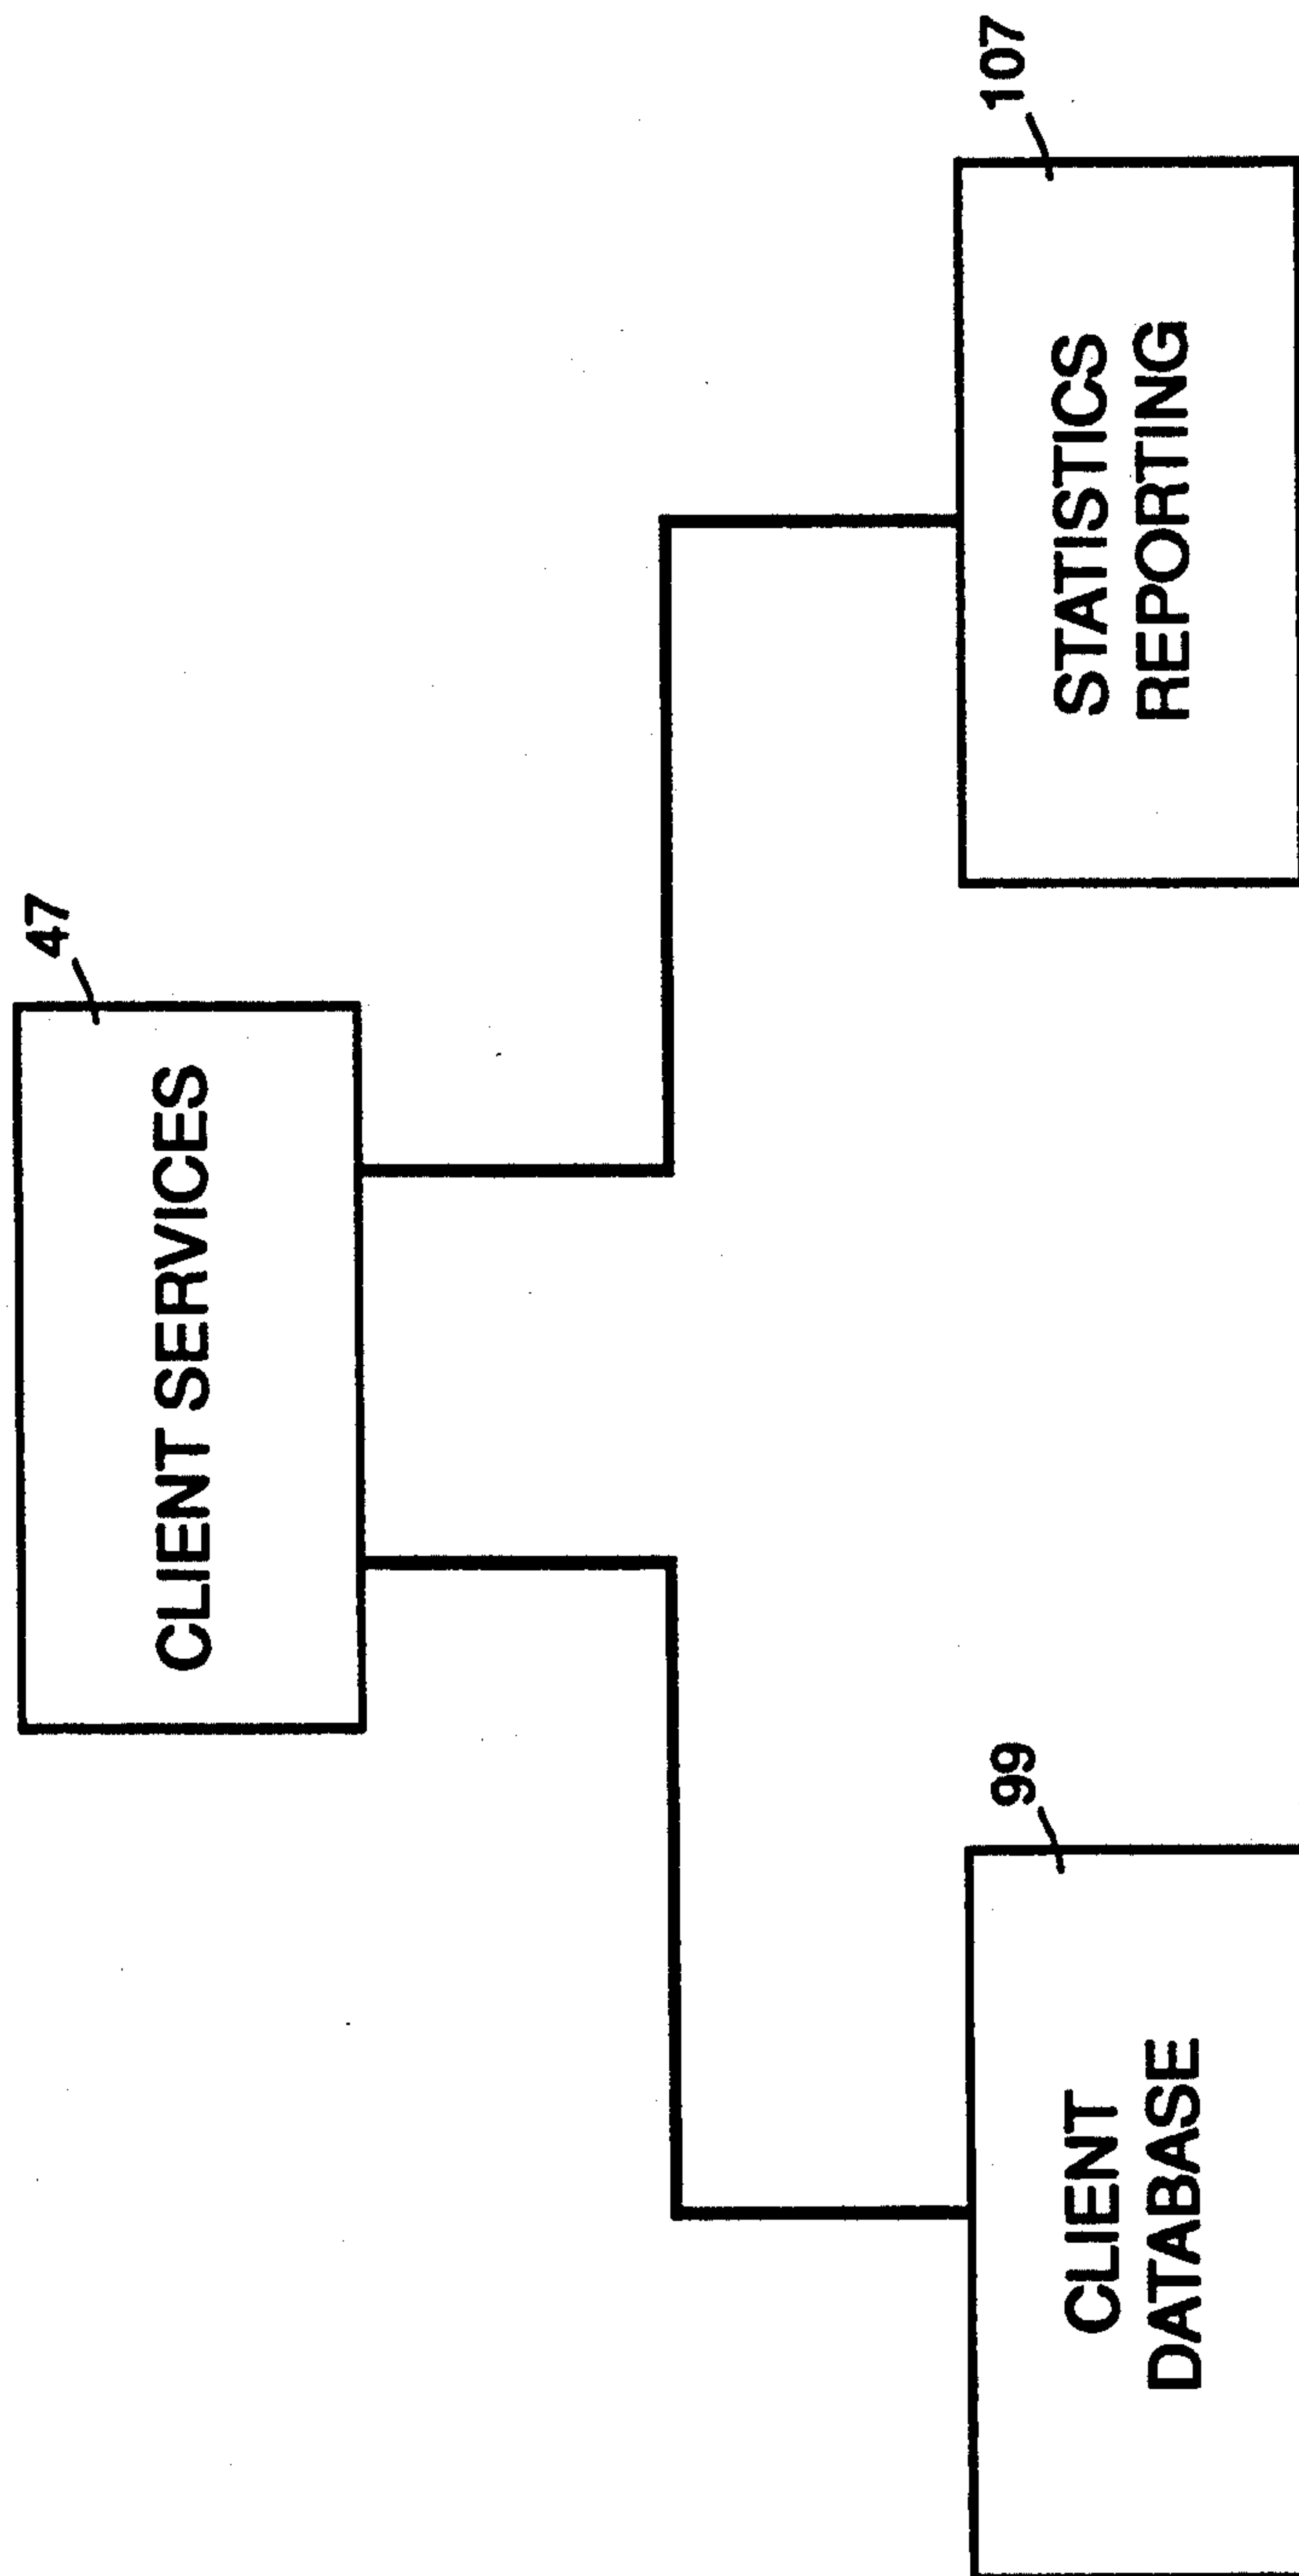 47
CLIENT SERVICES
99
CLIENT
DATABASE
107
STATISTICS
REPORTING